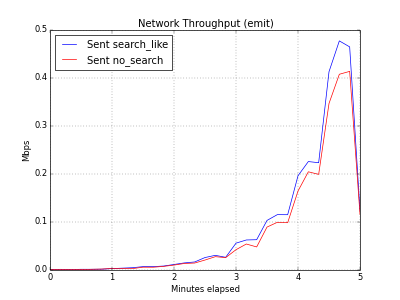 Network Throughput (emit)
Sent search_like
Sent no_search
Mbps
0.5
0.4
0.3
0.2
0.1
0.0
0 1 2 3 4 5
Minutes elapsed